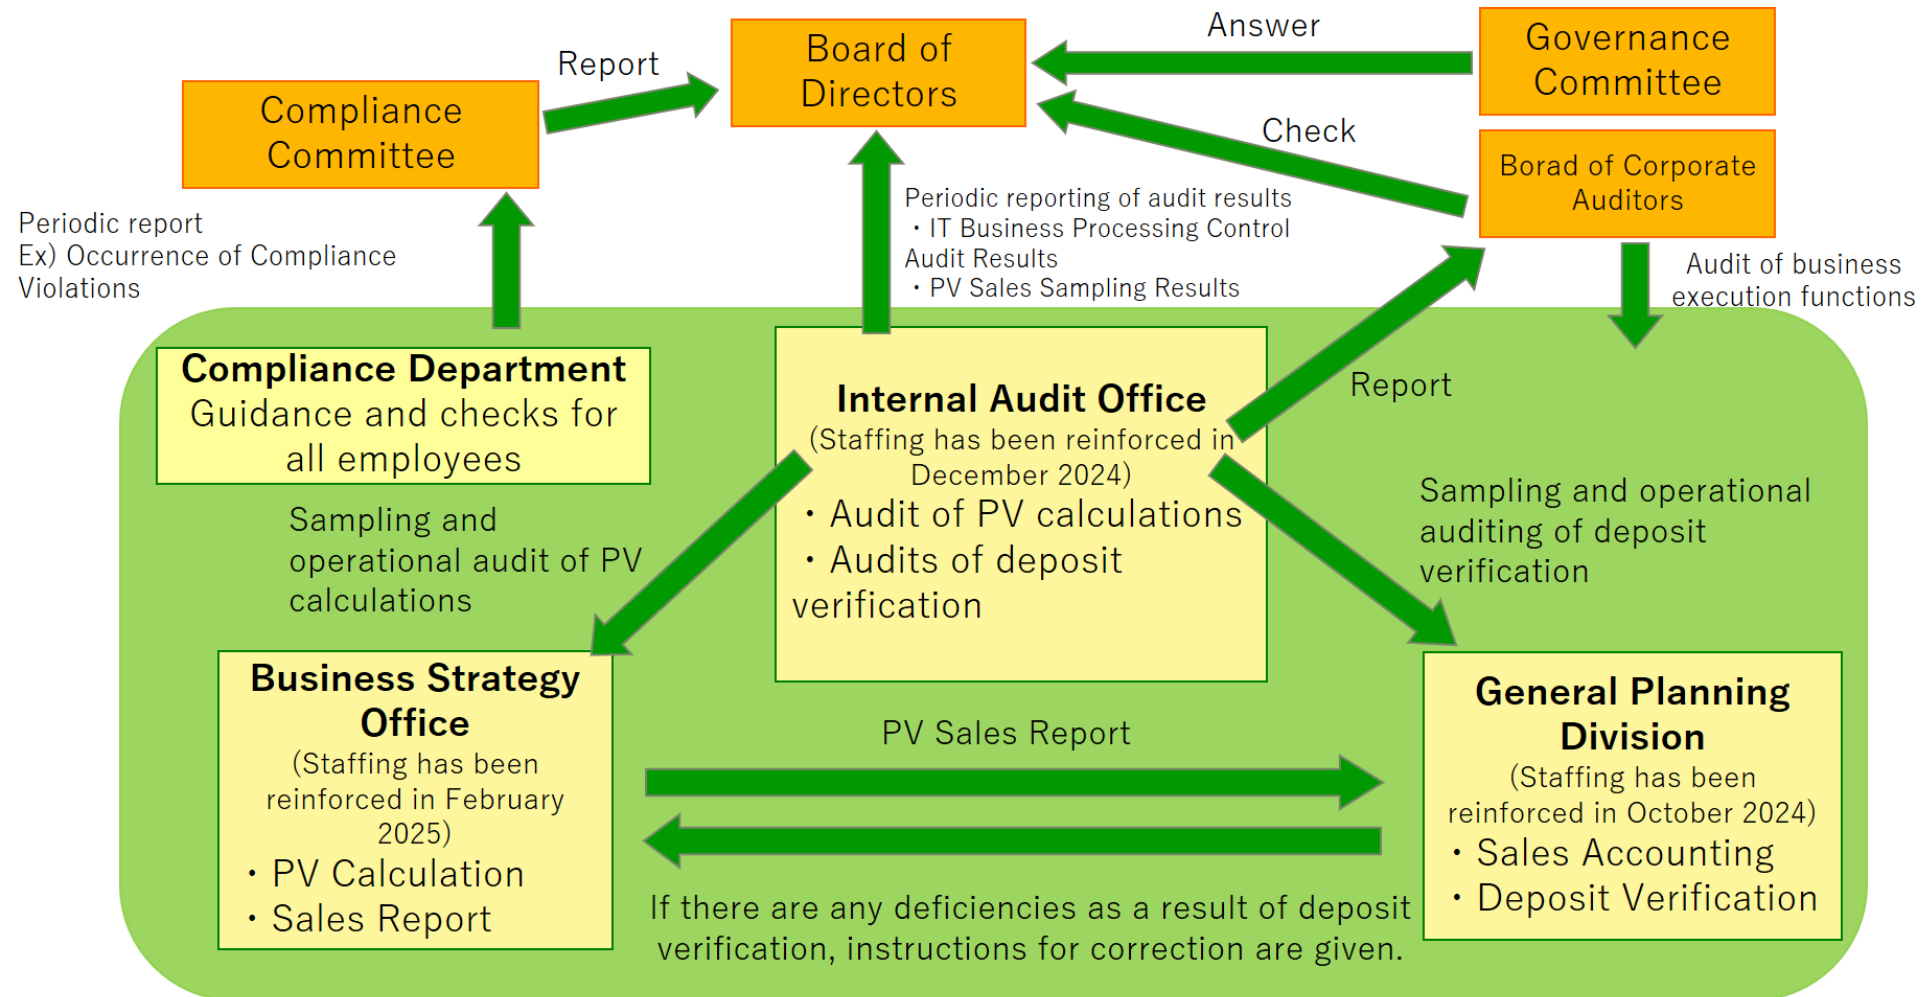 Answer
Governance
Committee
Board of
Directors
Report
Compliance
Committee
Check
Borad of Corporate
Auditors
Periodic report
Ex) Occurrence of Compliance
Violations
Periodic reporting of audit results
・IT Business Processing Control
Audit Results
・PV Sales Sampling Results
Audit of business
execution functions
Compliance Department
Guidance and checks for
all employees
Internal Audit Office
(Staffing has been reinforced in
December 2024)
・Audit of PV calculations
・Audits of deposit
verification
Report
Sampling and
operational audit of PV
calculations
Sampling and operational
auditing of deposit
verification
Business Strategy
Office
(Staffing has been
reinforced in February
2025)
・PV Calculation
・Sales Report
PV Sales Report
If there are any deficiencies as a result of deposit
verification, instructions for correction are given.
General Planning
Division
(Staffing has been
reinforced in October 2024)
・Sales Accounting
・Deposit Verification